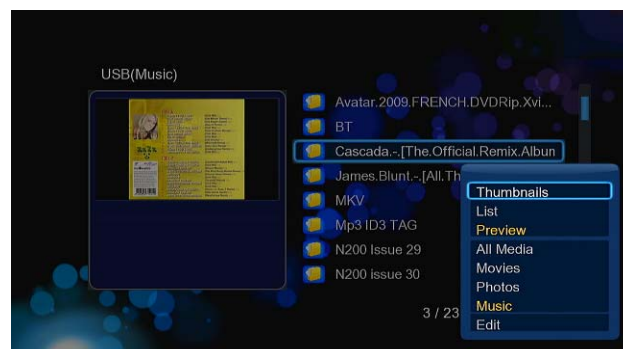 USB(Music)
Avatar.2009.FRENCH.DVDRip.Xvi...
BT
Cascada.-.[The.Official.Remix.Albun
James.Blunt.-.[All.Th
MKV
Mp3 ID3 TAG
N200 Issue 29
N200 issue 30
3 / 23
Thumbnails
List
Preview
All Media
Movies
Photos
Music
Edit